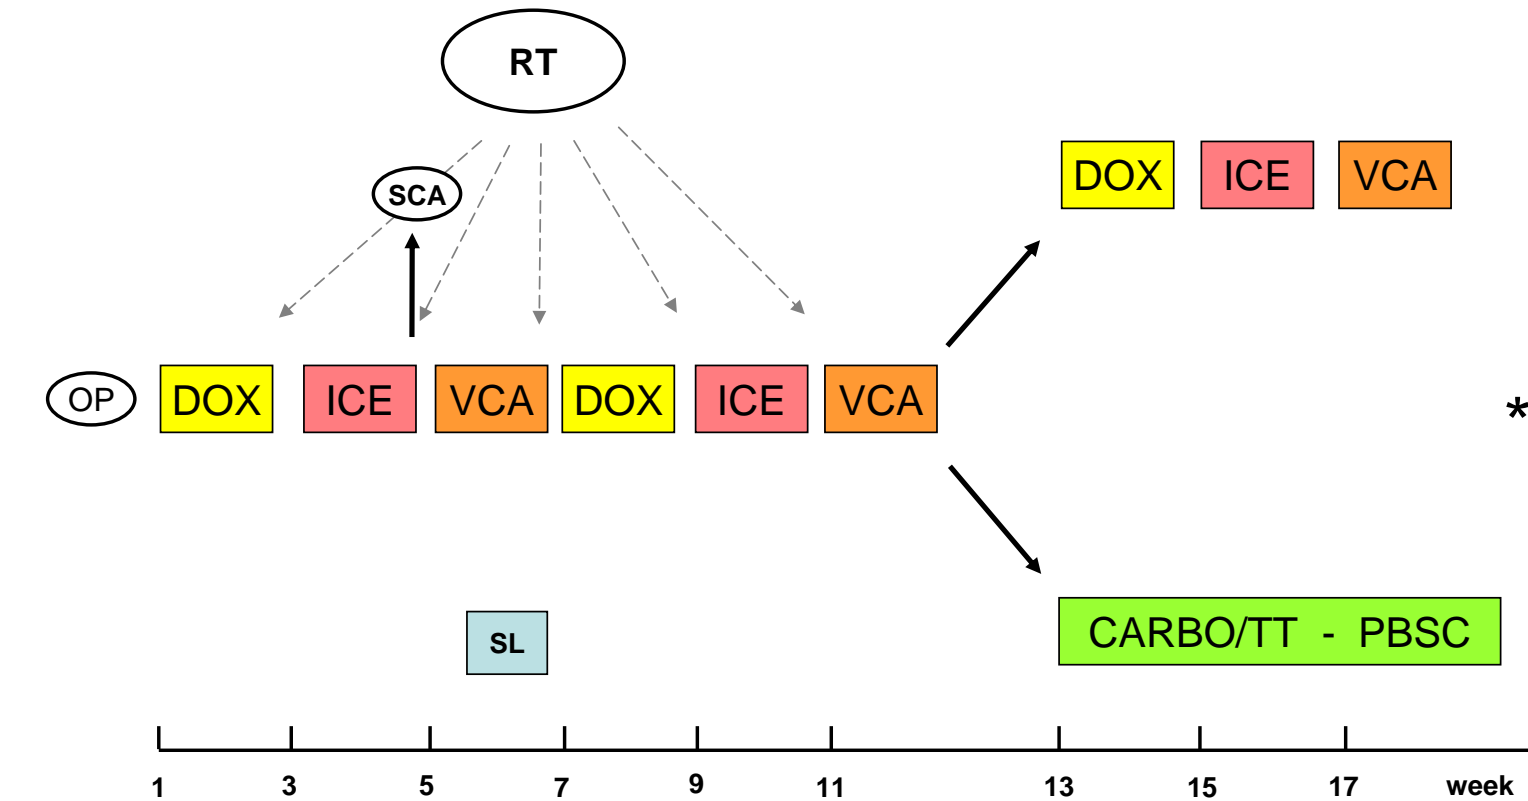 RT
SCA
DOX ICE VCA
OP DOX ICE VCA DOX ICE VCA *
SL
CARBO/TT - PBSC
1 3 5 7 9 11 13 15 17 week